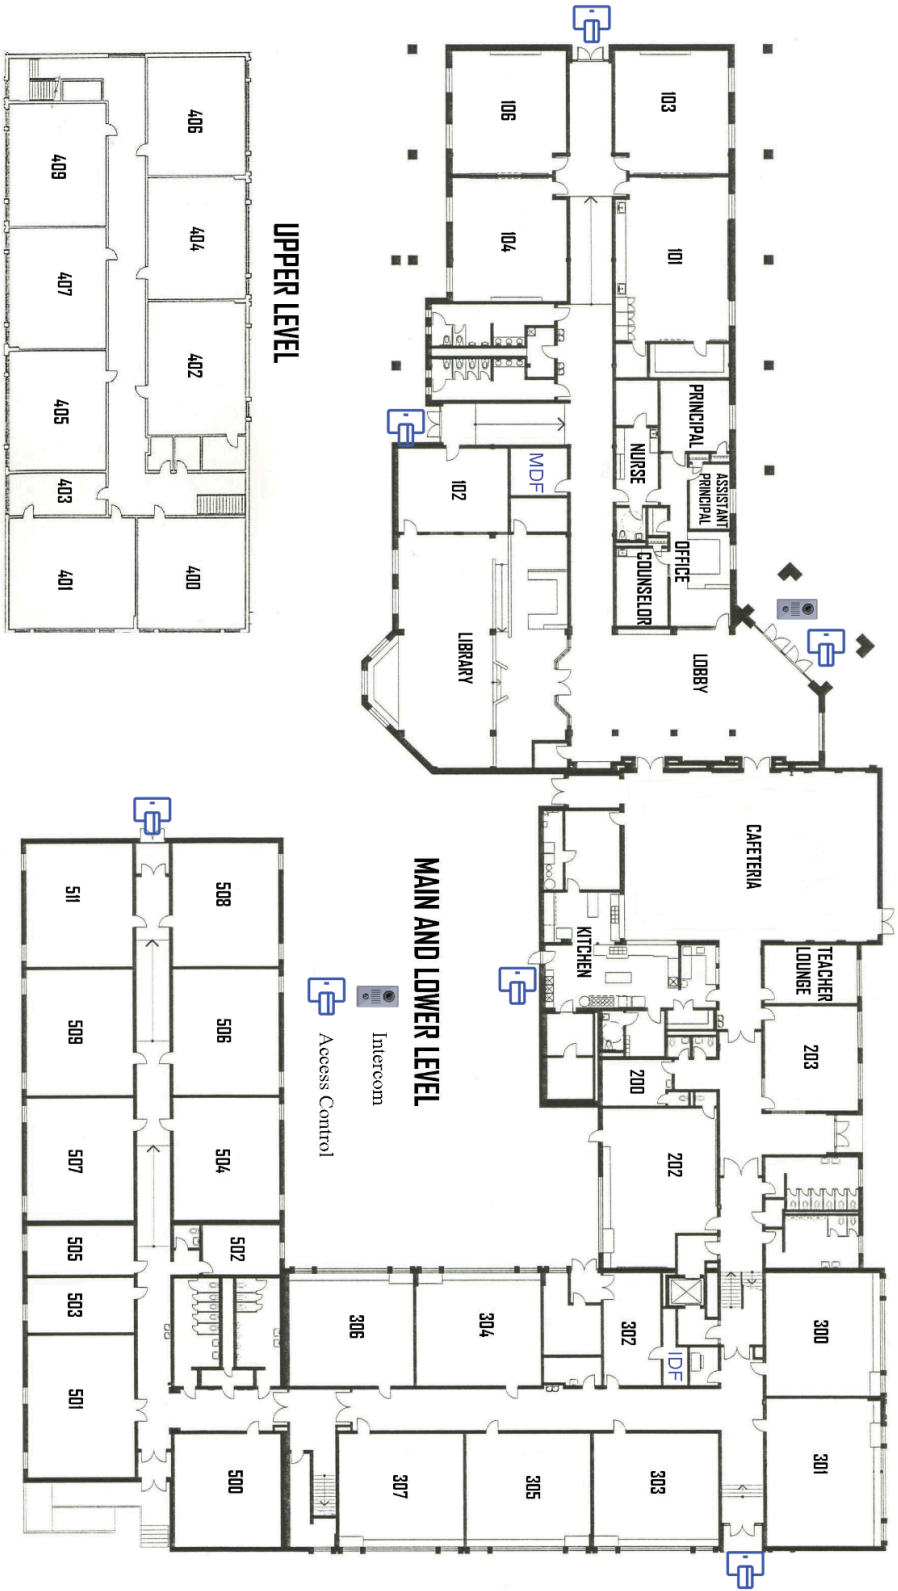 106
103
104
101
406
409
404
407
402
405
403
401
400
UPPER LEVEL
PRINCIPAL
NURSE
ASSISTANT
PRINCIPAL
MDF
102
OFFICE
COUNSELOR
LIBRARY
LOBBY
CAFETERIA
KITCHEN
TEACHER
LOUNGE
203
200
202
MAIN AND LOWER LEVEL
Intercom
Access Control
511
508
509
506
507
504
505
502
503
501
500
306
304
302
IDF
300
301
307
305
303